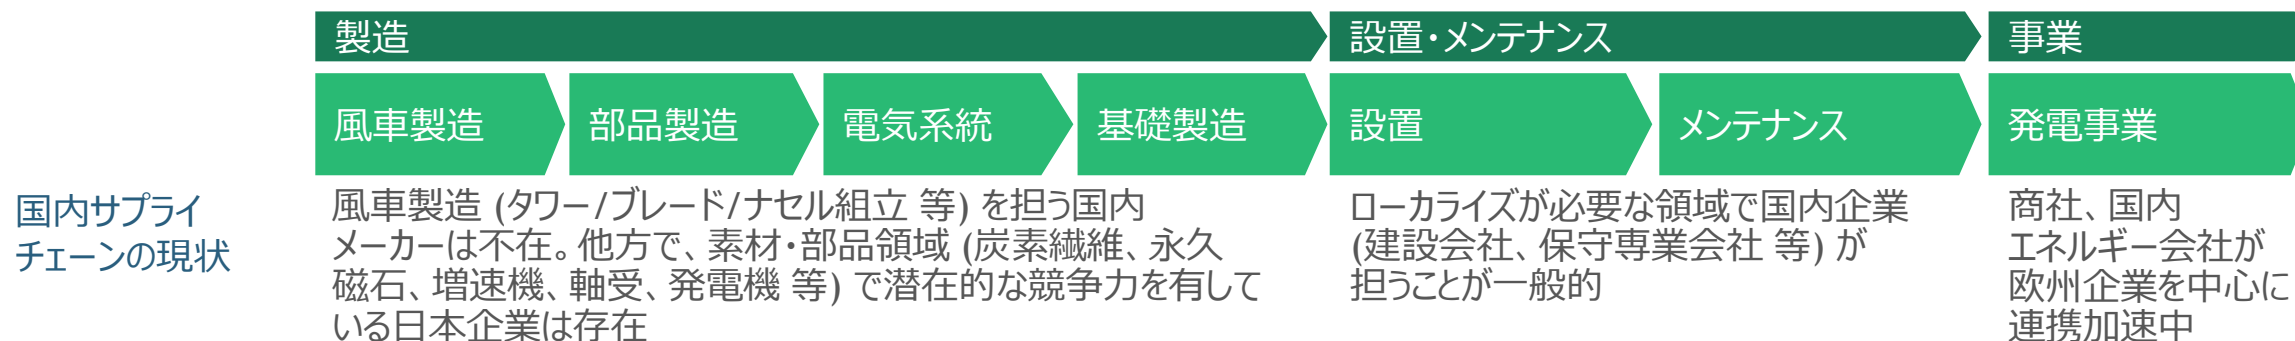 製造
設置・メンテナンス
事業
風車製造
部品製造
電気系統
基礎製造
設置
メンテナンス
発電事業
国内サプライ
チェーンの現状
風車製造 (タワー/ブレード/ナセル組立 等) を担う国内
メーカーは不在。他方で、素材・部品領域 (炭素繊維、永久
磁石、増速機、軸受、発電機 等) で潜在的な競争力を有して
いる日本企業は存在
ローカライズが必要な領域で国内企業
(建設会社、保守専業会社 等) が
担うことが一般的
商社、国内
エネルギー会社が
欧州企業を中心に
連携加速中